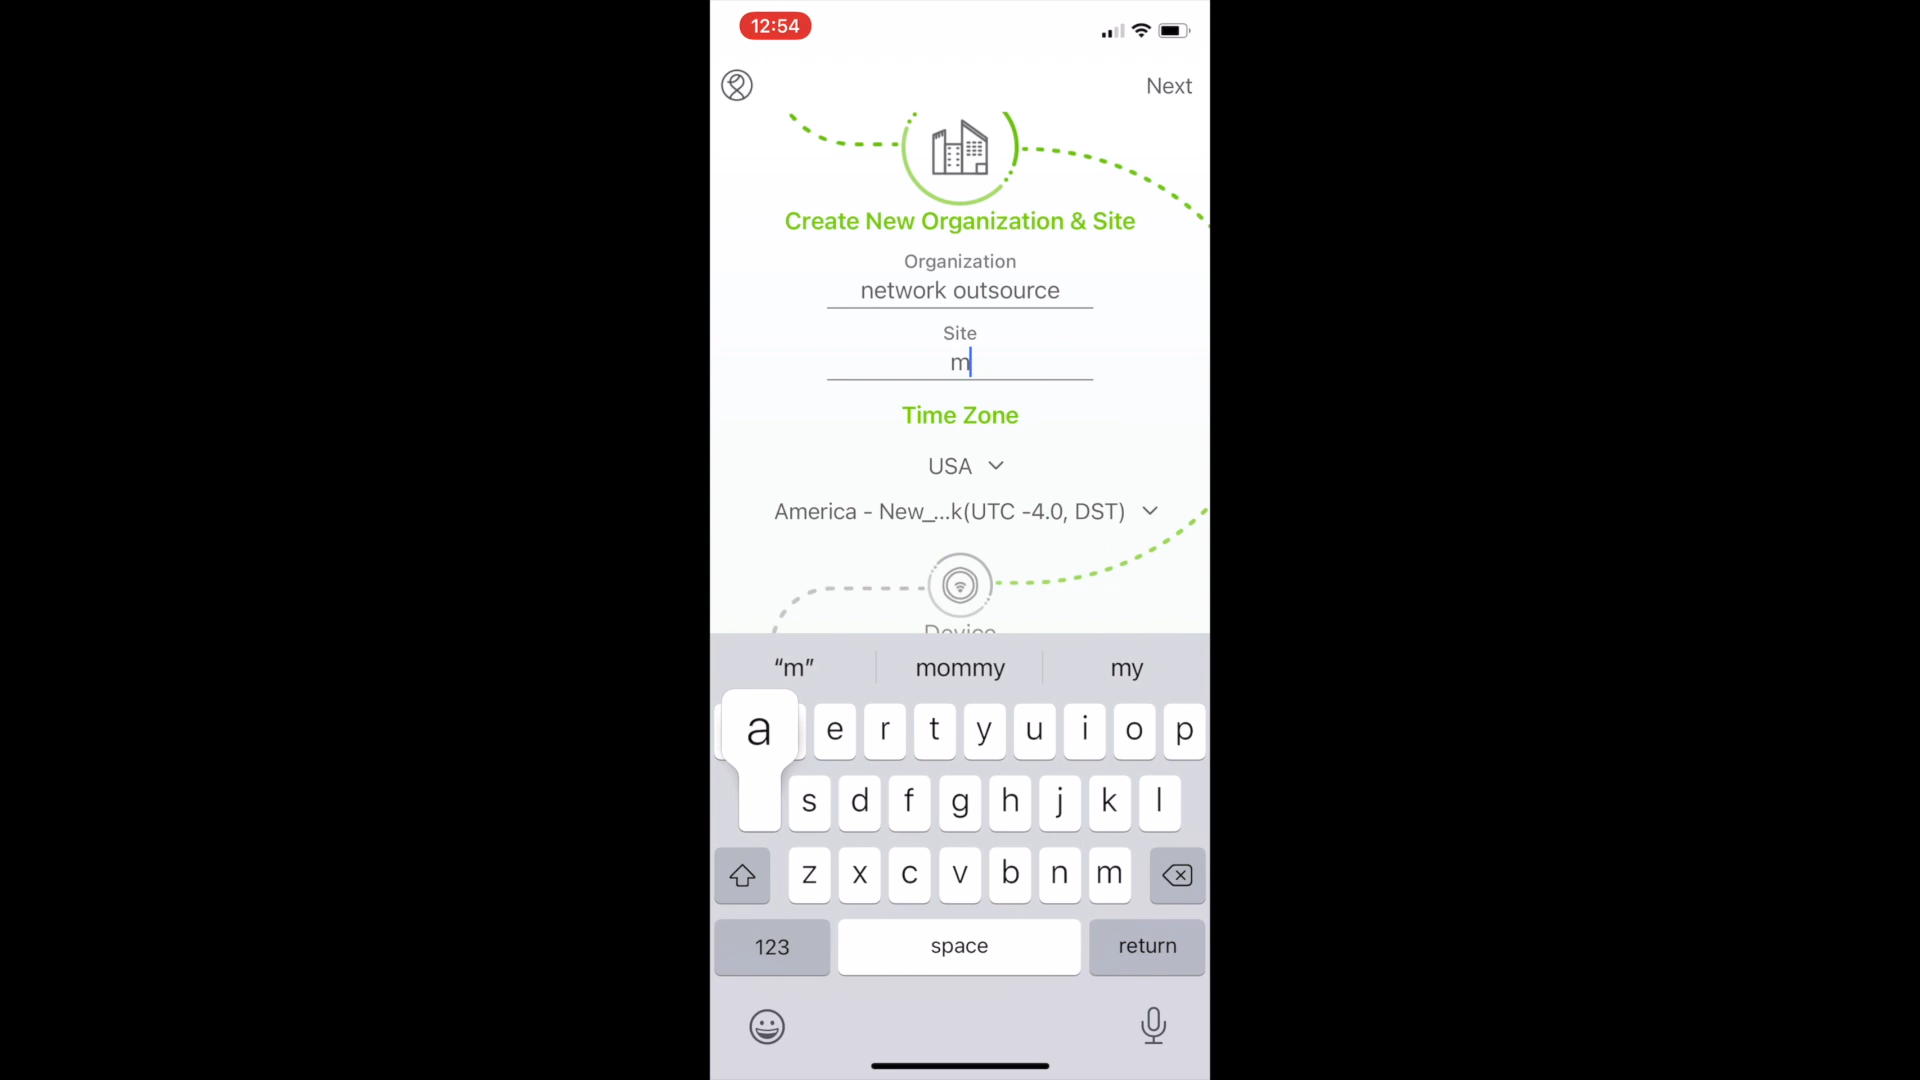 12:54
Next
Create New Organization & Site
Organization
network outsource
Site
m
Time Zone
USA
America - New_...k(UTC -4.0, DST)
Device
“m” mommy my
a e r t y u i o p
s d f g h j k l
z x c v b n m
123 space return